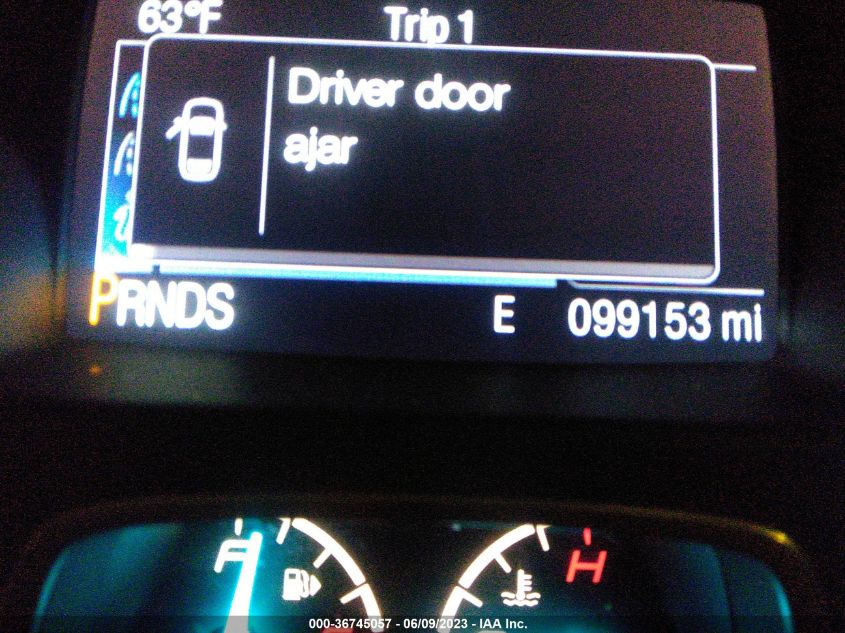 63°F Trip 1
Driver door
ajar
PRNDS E 099153 mi
F H
000-36745057 - 06/09/2023 - IAA Inc.